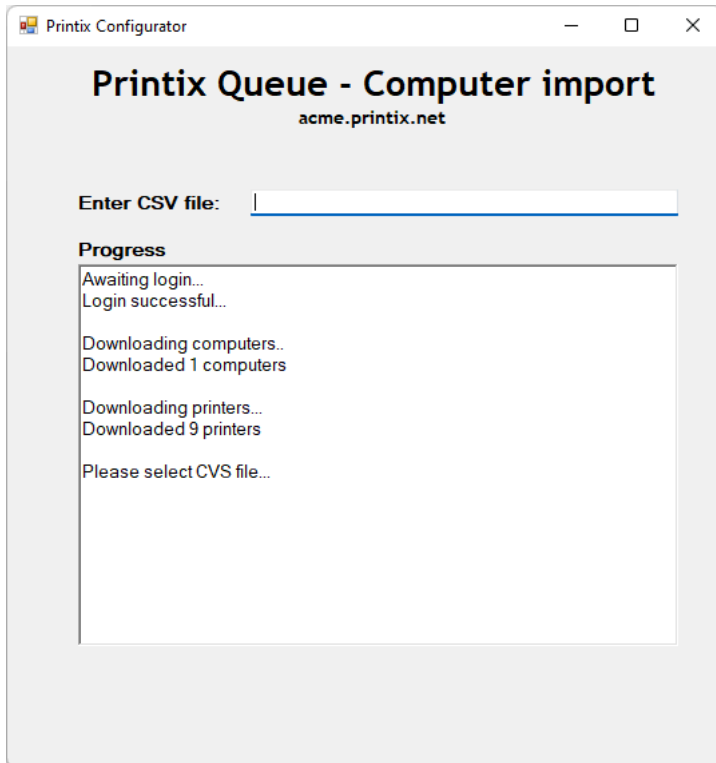 Printix Configurator
Printix Queue - Computer import
acme.printix.net
Enter CSV file:
Progress
Awaiting login...
Login successful...
Downloading computers..
Downloaded 1 computers
Downloading printers...
Downloaded 9 printers
Please select CVS file...